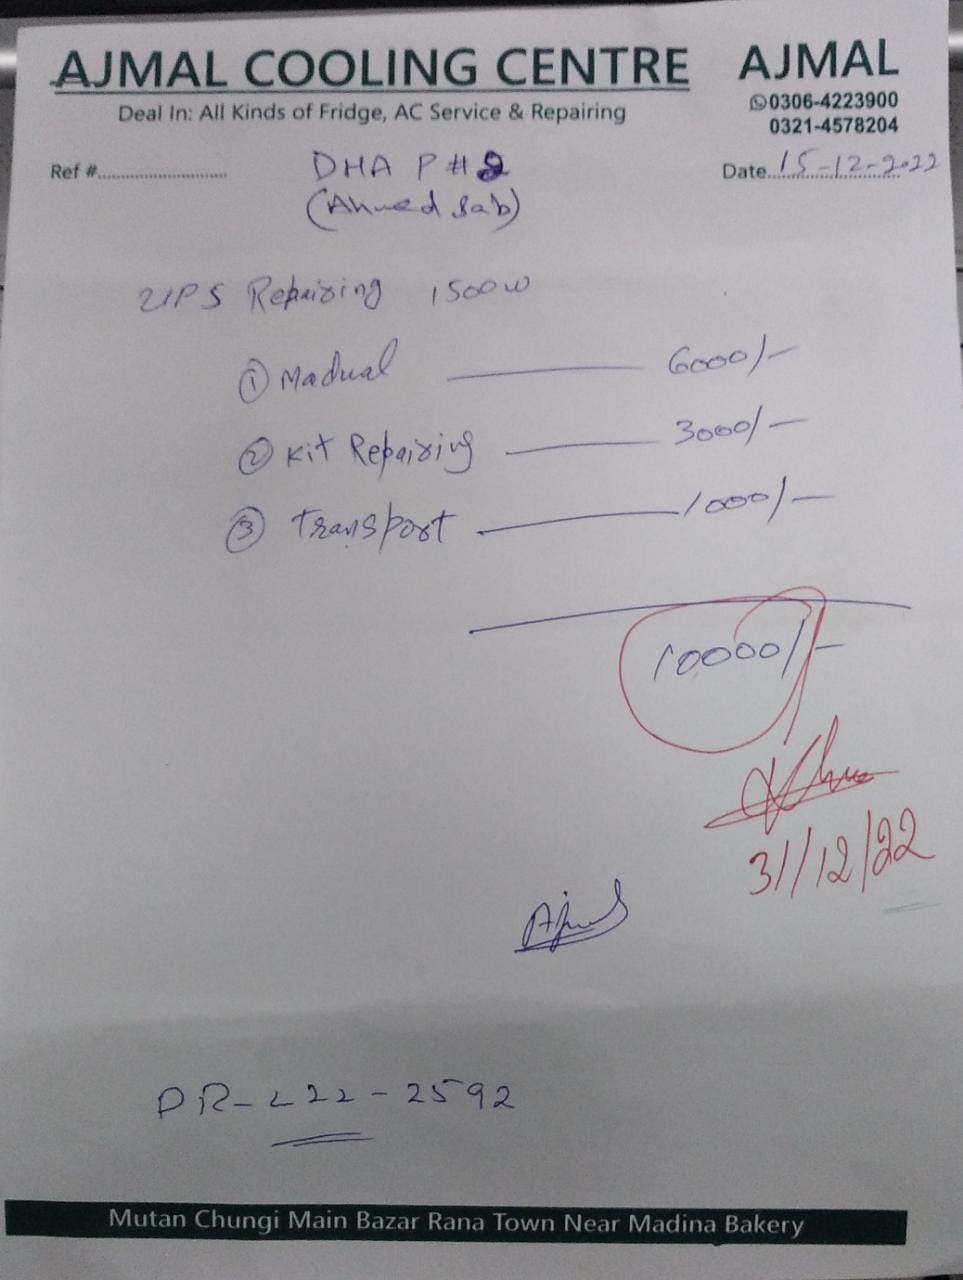 AJMAL COOLING CENTRE
AJMAL
Deal In: All Kinds of Fridge, AC Service & Repairing
0306-4223900
0321-4578204
Ref #..............................
DHA P#2
(Ahmed Sab)
Date 15-12-2022
UPS Repairing 1500w
① Madual 6000/-
② Kit Repairing 3000/-
③ Transport 1000/-
10000/-
31/12/22
Ajmal
PR-L22-2592
Mutan Chungi Main Bazar Rana Town Near Madina Bakery